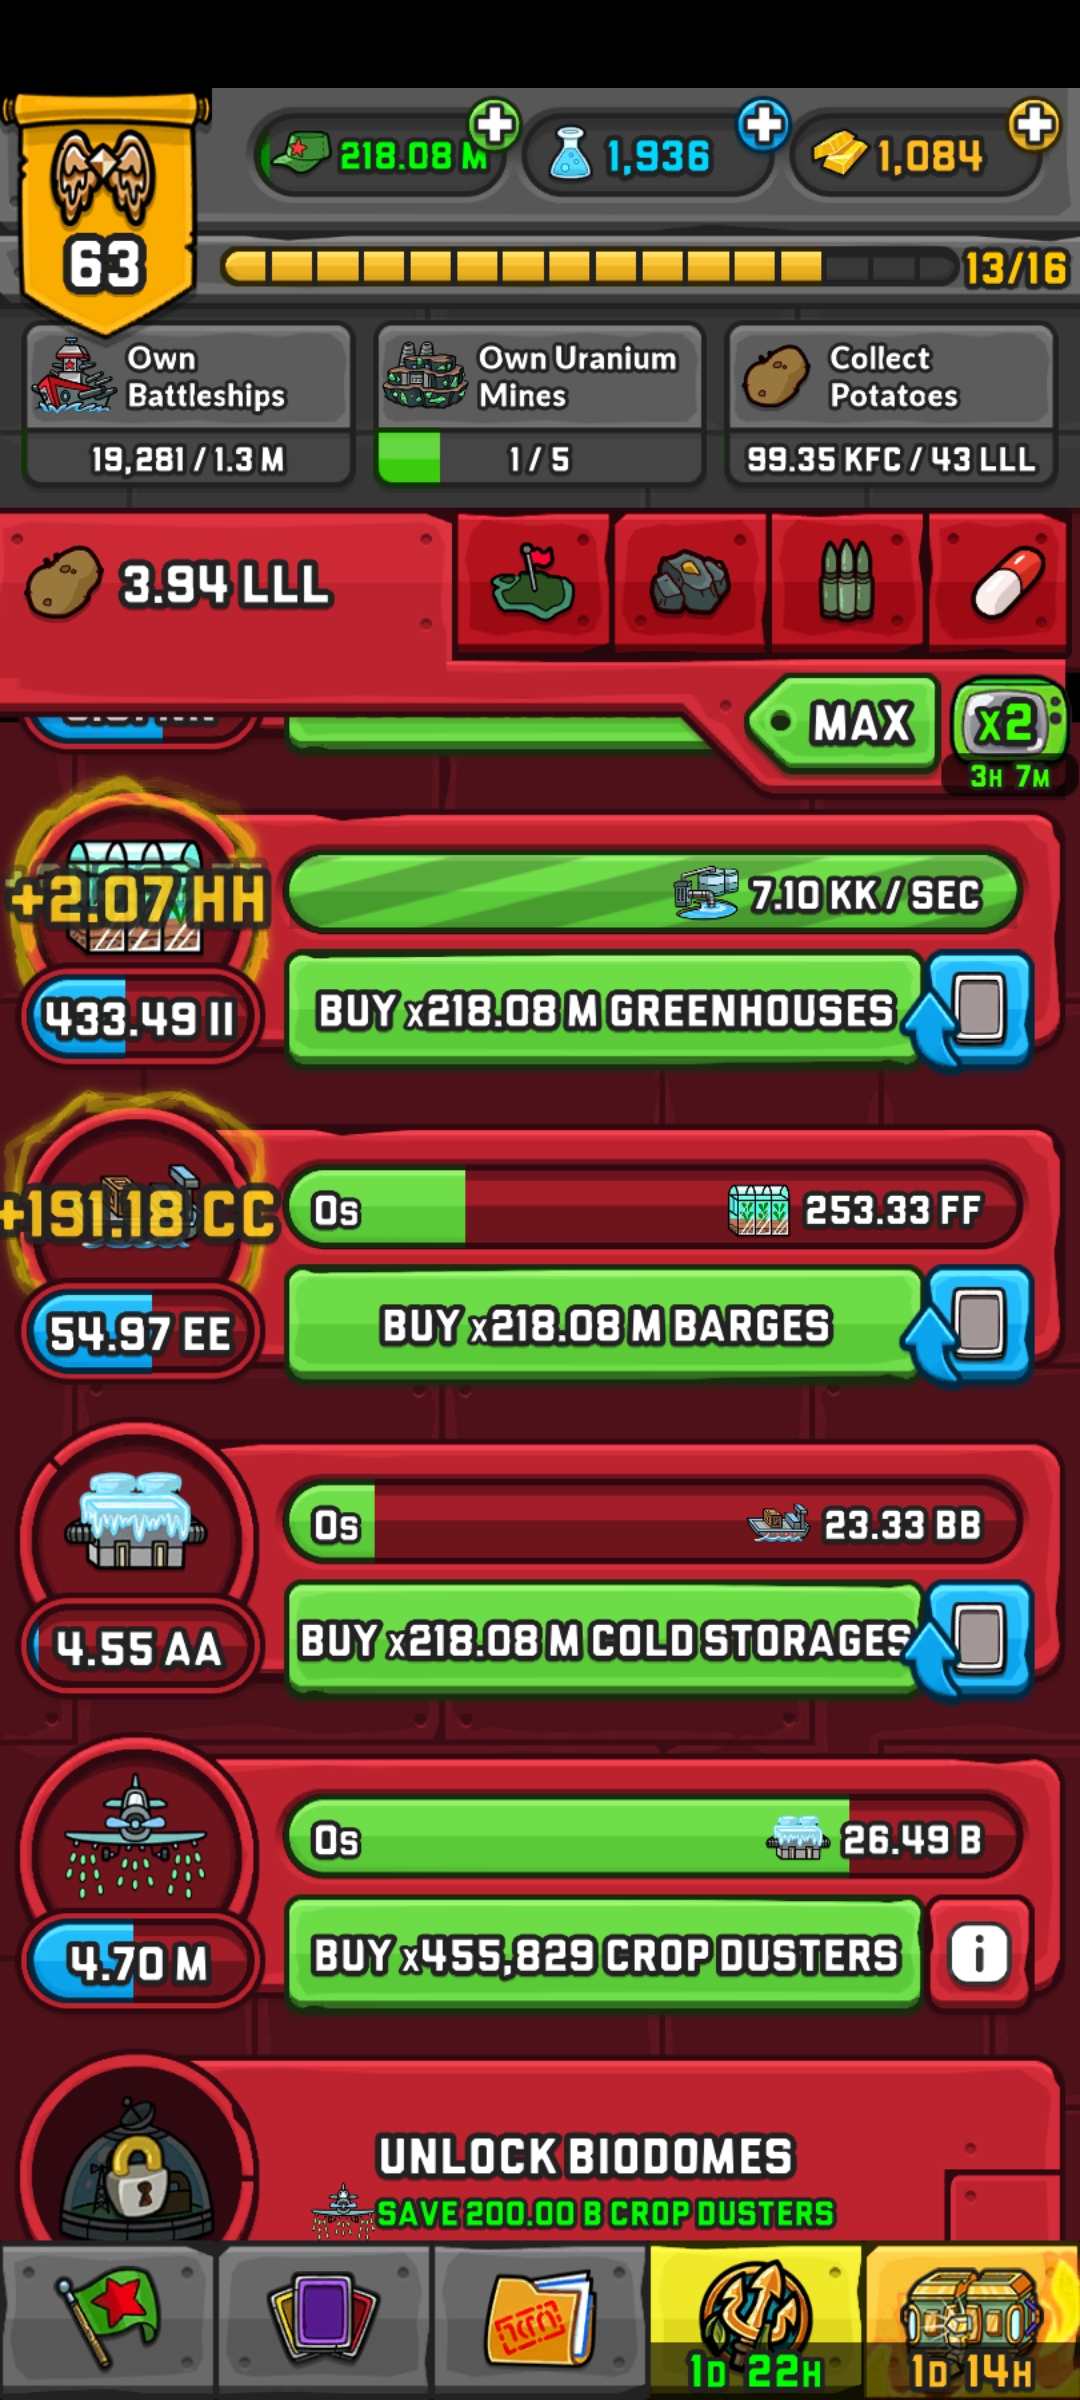 218.08 M
1,936
1,084
63
13/16
Own
Battleships
19,281 / 1.3 M
Own Uranium
Mines
1 / 5
Collect
Potatoes
99.35 KFC / 43 LLL
3.94 LLL
MAX
x2
3H 7M
+2.07 HH
7.10 KK / SEC
433.49 II
BUY x218.08 M GREENHOUSES
+191.18 CC
0s
253.33 FF
54.97 EE
BUY x218.08 M BARGES
0s
23.33 BB
4.55 AA
BUY x218.08 M COLD STORAGES
0s
26.49 B
4.70 M
BUY x455,829 CROP DUSTERS
i
UNLOCK BIODOMES
SAVE 200.00 B CROP DUSTERS
1D 22H
1D 14H